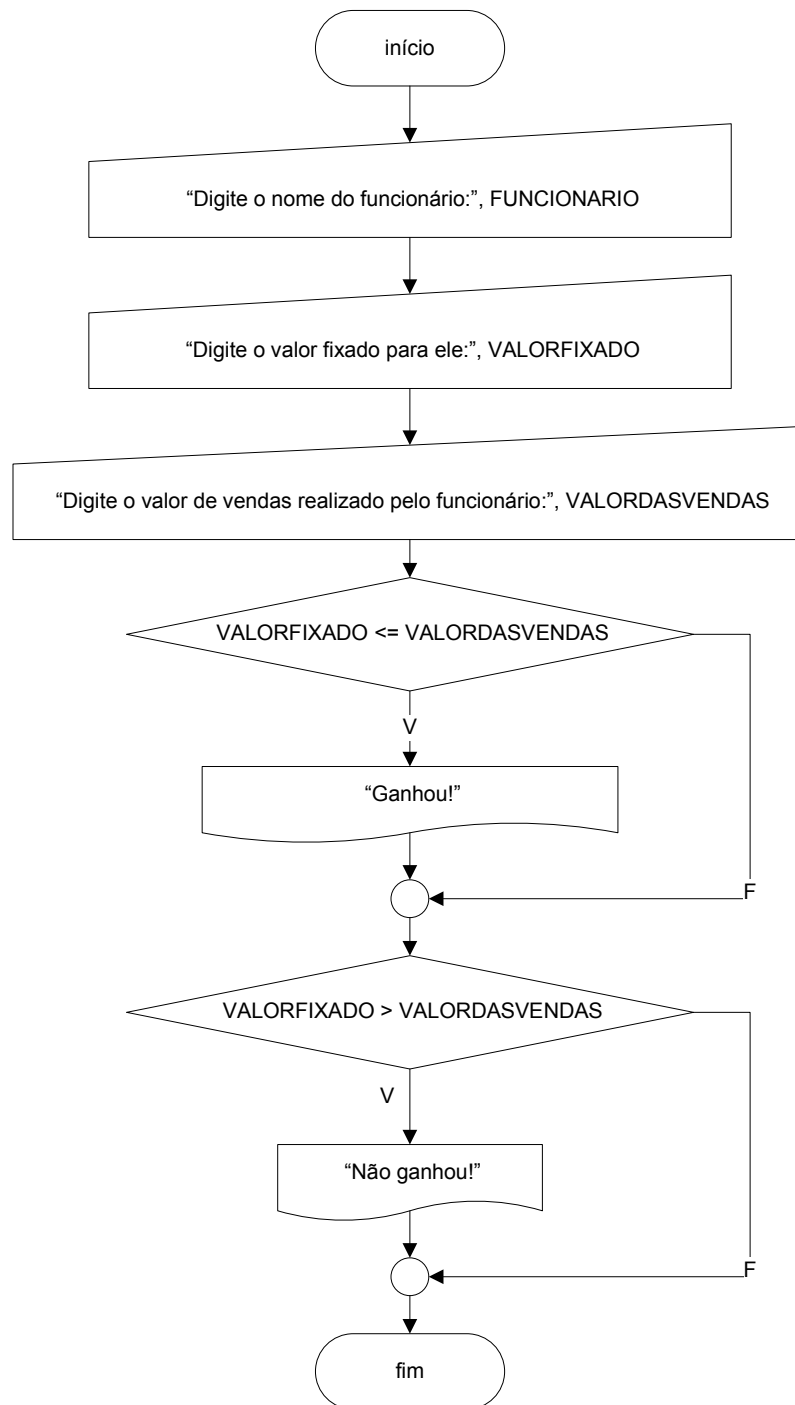 início
“Digite o nome do funcionário:”, FUNCIONARIO
“Digite o valor fixado para ele:”, VALORFIXADO
“Digite o valor de vendas realizado pelo funcionário:”, VALORDASVENDAS
VALORFIXADO <= VALORDASVENDAS
V
“Ganhou!”
F
VALORFIXADO > VALORDASVENDAS
V
“Não ganhou!”
F
fim